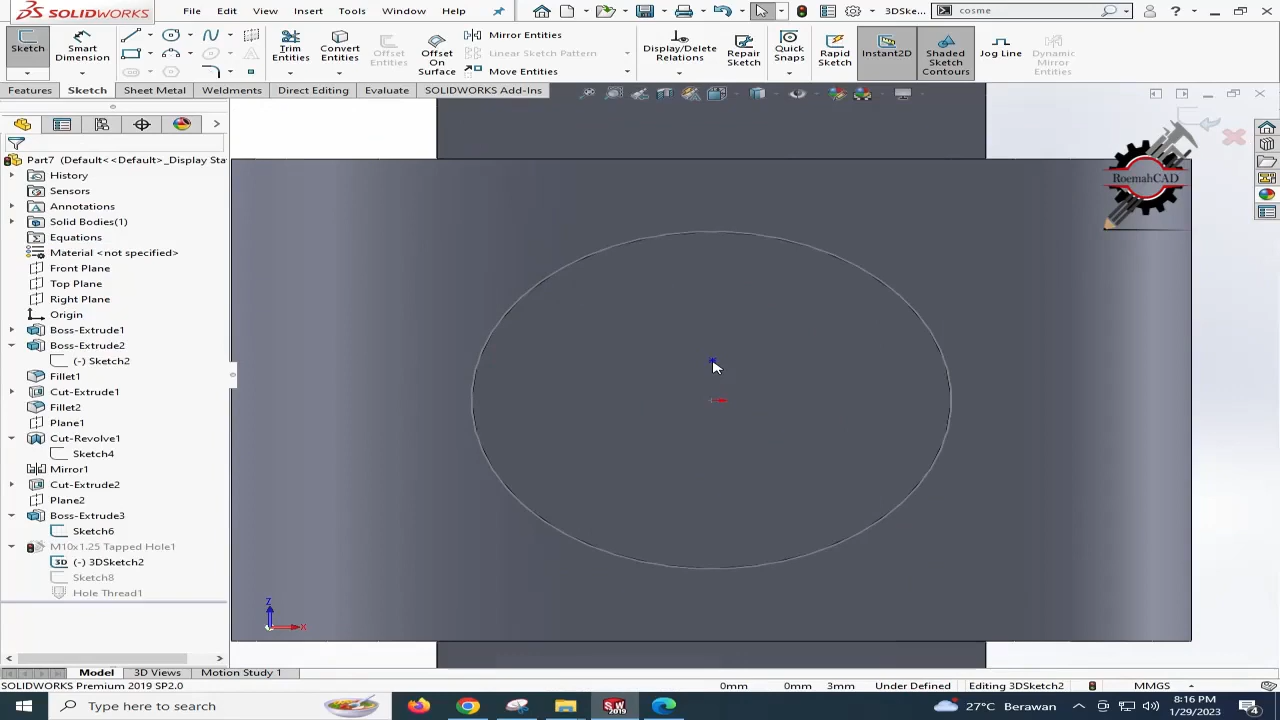 SOLIDWORKS
File
Edit
View
Insert
Tools
Window
Help
3DSke...
cosme
Sketch
Smart
Dimension
Trim
Entities
Convert
Entities
Offset
Entities
Offset
On
Surface
Mirror Entities
Linear Sketch Pattern
Move Entities
Display/Delete
Relations
Repair
Sketch
Quick
Snaps
Rapid
Sketch
Instant2D
Shaded
Sketch
Contours
Jog Line
Dynamic
Mirror
Entities
Features
Sketch
Sheet Metal
Weldments
Direct Editing
Evaluate
SOLIDWORKS Add-Ins
Part7 (Default<<Default>_Display Sta
History
Sensors
Annotations
Solid Bodies(1)
Equations
Material <not specified>
Front Plane
Top Plane
Right Plane
Origin
Boss-Extrude1
Boss-Extrude2
(-) Sketch2
Fillet1
Cut-Extrude1
Fillet2
Plane1
Cut-Revolve1
Sketch4
Mirror1
Cut-Extrude2
Plane2
Boss-Extrude3
Sketch6
M10x1.25 Tapped Hole1
3D (-) 3DSketch2
Sketch8
Hole Thread1
RoemahCAD
Z
X
Model
3D Views
Motion Study 1
SOLIDWORKS Premium 2019 SP2.0
0mm
0mm
3mm
Under Defined
Editing 3DSketch2
MMGS
Type here to search
SW
2019
27°C Berawan
8:16 PM
1/29/2023
4